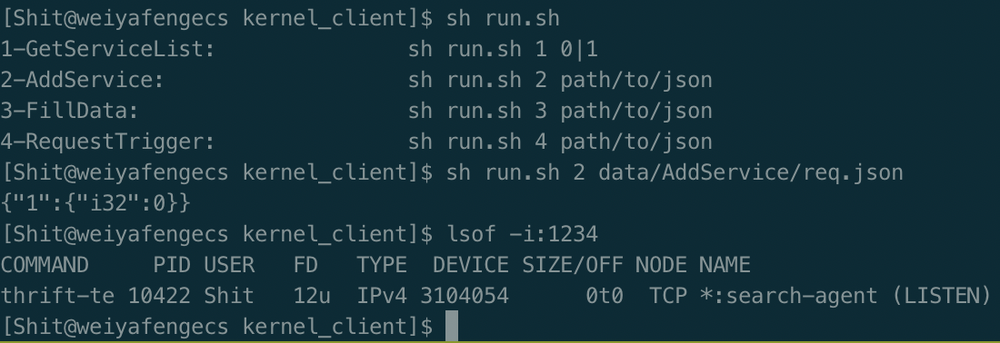 [Shit@weiyafengecs kernel_client]$ sh run.sh
1-GetServiceList:               sh run.sh 1 0|1
2-AddService:                   sh run.sh 2 path/to/json
3-FillData:                     sh run.sh 3 path/to/json
4-RequestTrigger:               sh run.sh 4 path/to/json
[Shit@weiyafengecs kernel_client]$ sh run.sh 2 data/AddService/req.json
{"1":{"i32":0}}
[Shit@weiyafengecs kernel_client]$ lsof -i:1234
COMMAND     PID USER   FD   TYPE  DEVICE SIZE/OFF NODE NAME
thrift-te 10422 Shit   12u  IPv4 3104054      0t0  TCP *:search-agent (LISTEN)
[Shit@weiyafengecs kernel_client]$